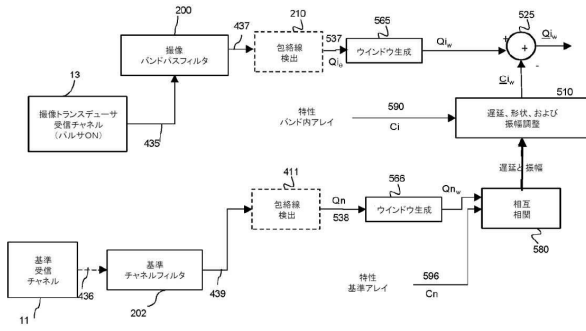 200
撮像
バンドパスフィルタ
437
210
包絡線
検出
537
Qi₀
565
ウインドウ生成
Qi_w
+
+
525
Qi_w
-
Ci_w
13
撮像トランスデューサ
受信チャネル
(パルサON)
435
特性
バンド内アレイ
590
Ci
510
遅延、形状、および
振幅調整
遅延と振幅
411
包絡線
検出
Qn
538
566
ウインドウ生成
Qn_w
相互
相関
580
基準
受信
チャネル
11
436
基準
チャネルフィルタ
202
439
特性
基準アレイ
596
Cn